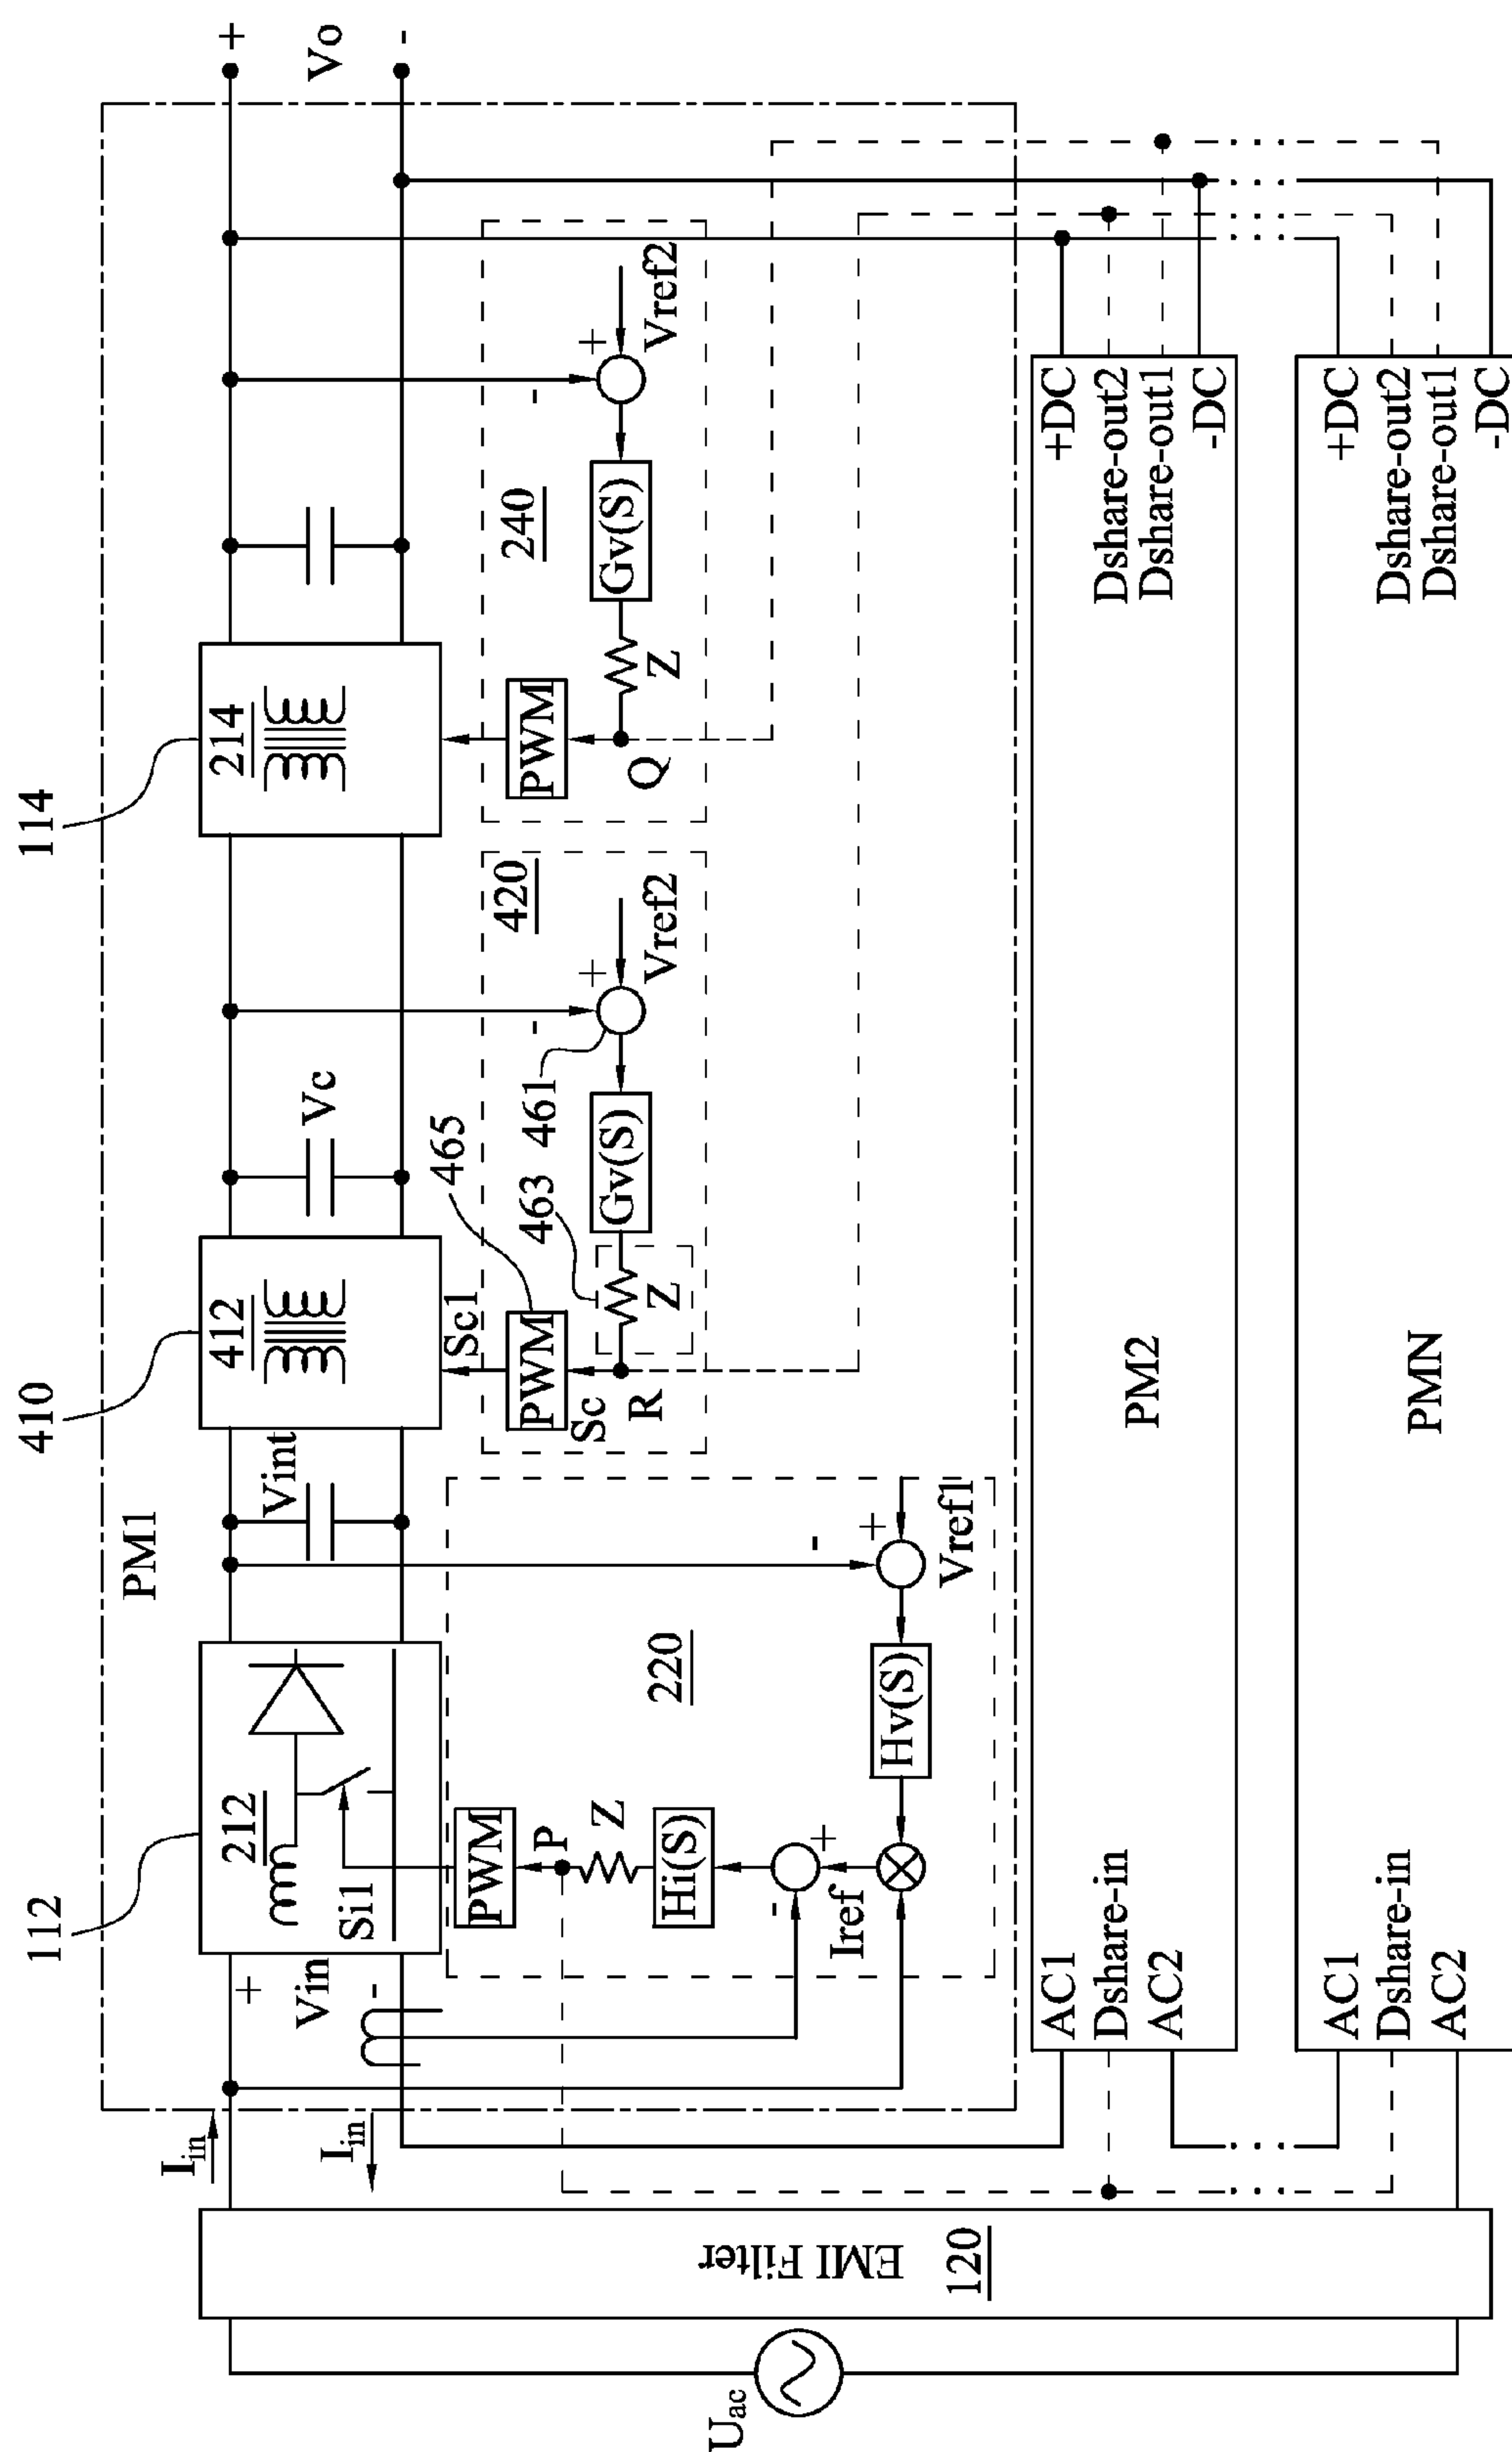 114
410
112
+
Vo
-
PM1
214
412
212
Vc
Vint
Si1
+
Vin
-
Iin
Iin
Sc1
PWM
PWM
PWM
465
240
420
220
Q
Z
Gv(S)
-
+
Vref2
Sc
R
463
Z
461
Gv(S)
-
+
Vref2
P
Z
Hi(S)
-
+
Iref
Hv(S)
-
+
Vref1
EMI Filter
120
Uac
AC1
Dshare-in
AC2
PM2
+DC
Dshare-out2
Dshare-out1
-DC
AC1
Dshare-in
AC2
PMN
+DC
Dshare-out2
Dshare-out1
-DC